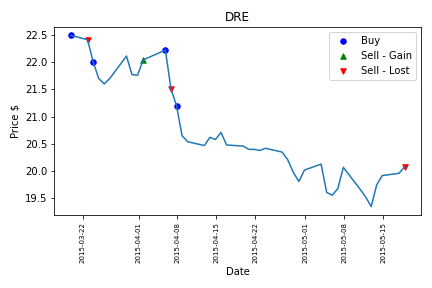 DRE
22.5
22.0
21.5
21.0
20.5
20.0
19.5
Price $
Buy
Sell - Gain
Sell - Lost
2015-03-22
2015-04-01
2015-04-08
2015-04-15
2015-04-22
2015-05-01
2015-05-08
2015-05-15
Date